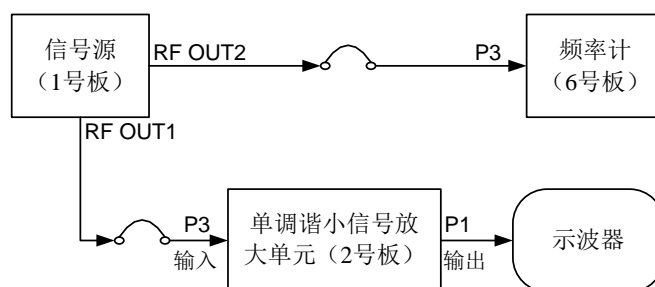 信号源
（1号板）
RF OUT2
P3
频率计
（6号板）
RF OUT1
P3
输入
单调谐小信号放
大单元（2号板）
P1
输出
示波器